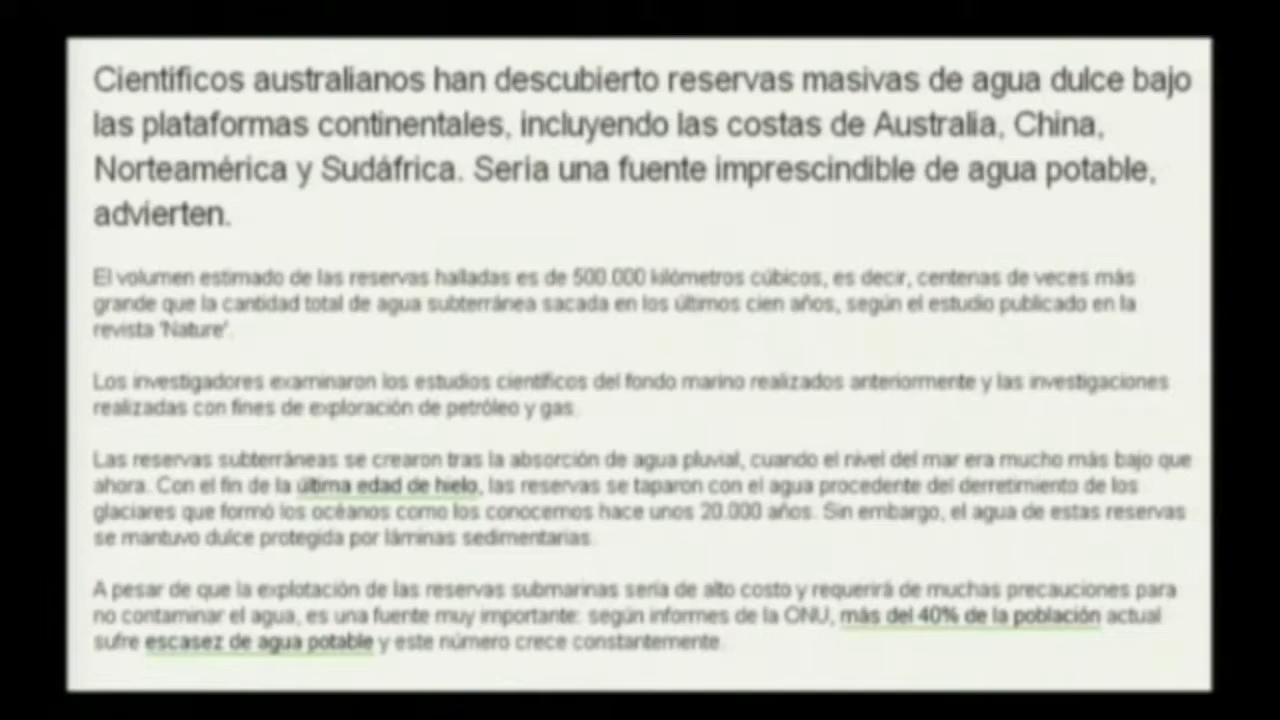 Científicos australianos han descubierto reservas masivas de agua dulce bajo
las plataformas continentales, incluyendo las costas de Australia, China,
Norteamérica y Sudáfrica. Sería una fuente imprescindible de agua potable,
advierten.
El volumen estimado de las reservas halladas es de 500.000 kilómetros cúbicos, es decir, centenas de veces más
grande que la cantidad total de agua subterránea sacada en los últimos cien años, según el estudio publicado en la
revista 'Nature'.
Los investigadores examinaron los estudios científicos del fondo marino realizados anteriormente y las investigaciones
realizadas con fines de exploración de petróleo y gas.
Las reservas subterráneas se crearon tras la absorción de agua pluvial, cuando el nivel del mar era mucho más bajo que
ahora. Con el fin de la última edad de hielo, las reservas se taparon con el agua procedente del derretimiento de los
glaciares que formó los océanos como los conocemos hace unos 20.000 años. Sin embargo, el agua de estas reservas
se mantuvo dulce protegida por láminas sedimentarias.
A pesar de que la explotación de las reservas submarinas sería de alto costo y requerirá de muchas precauciones para
no contaminar el agua, es una fuente muy importante: según informes de la ONU, más del 40% de la población actual
sufre escasez de agua potable y este número crece constantemente.